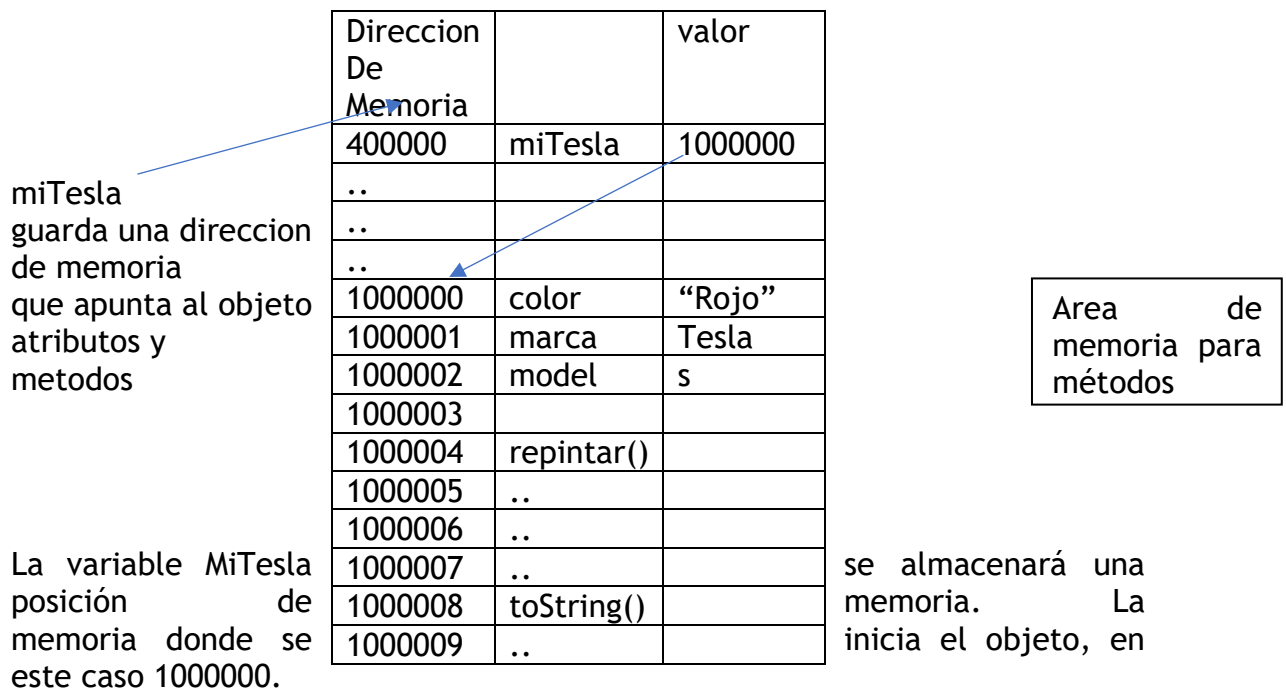 Direccion valor
De
Memoria
400000 miTesla 1000000
..
..
..
1000000 color “Rojo”
1000001 marca Tesla
1000002 model s
1000003
1000004 repintar()
1000005 ..
1000006 ..
1000007 ..
1000008 toString()
1000009 ..
miTesla
guarda una direccion
de memoria
que apunta al objeto
atributos y
metodos
Area de
memoria para
métodos
La variable MiTesla se almacenará una
posición de memoria. La
memoria donde se inicia el objeto, en
este caso 1000000.